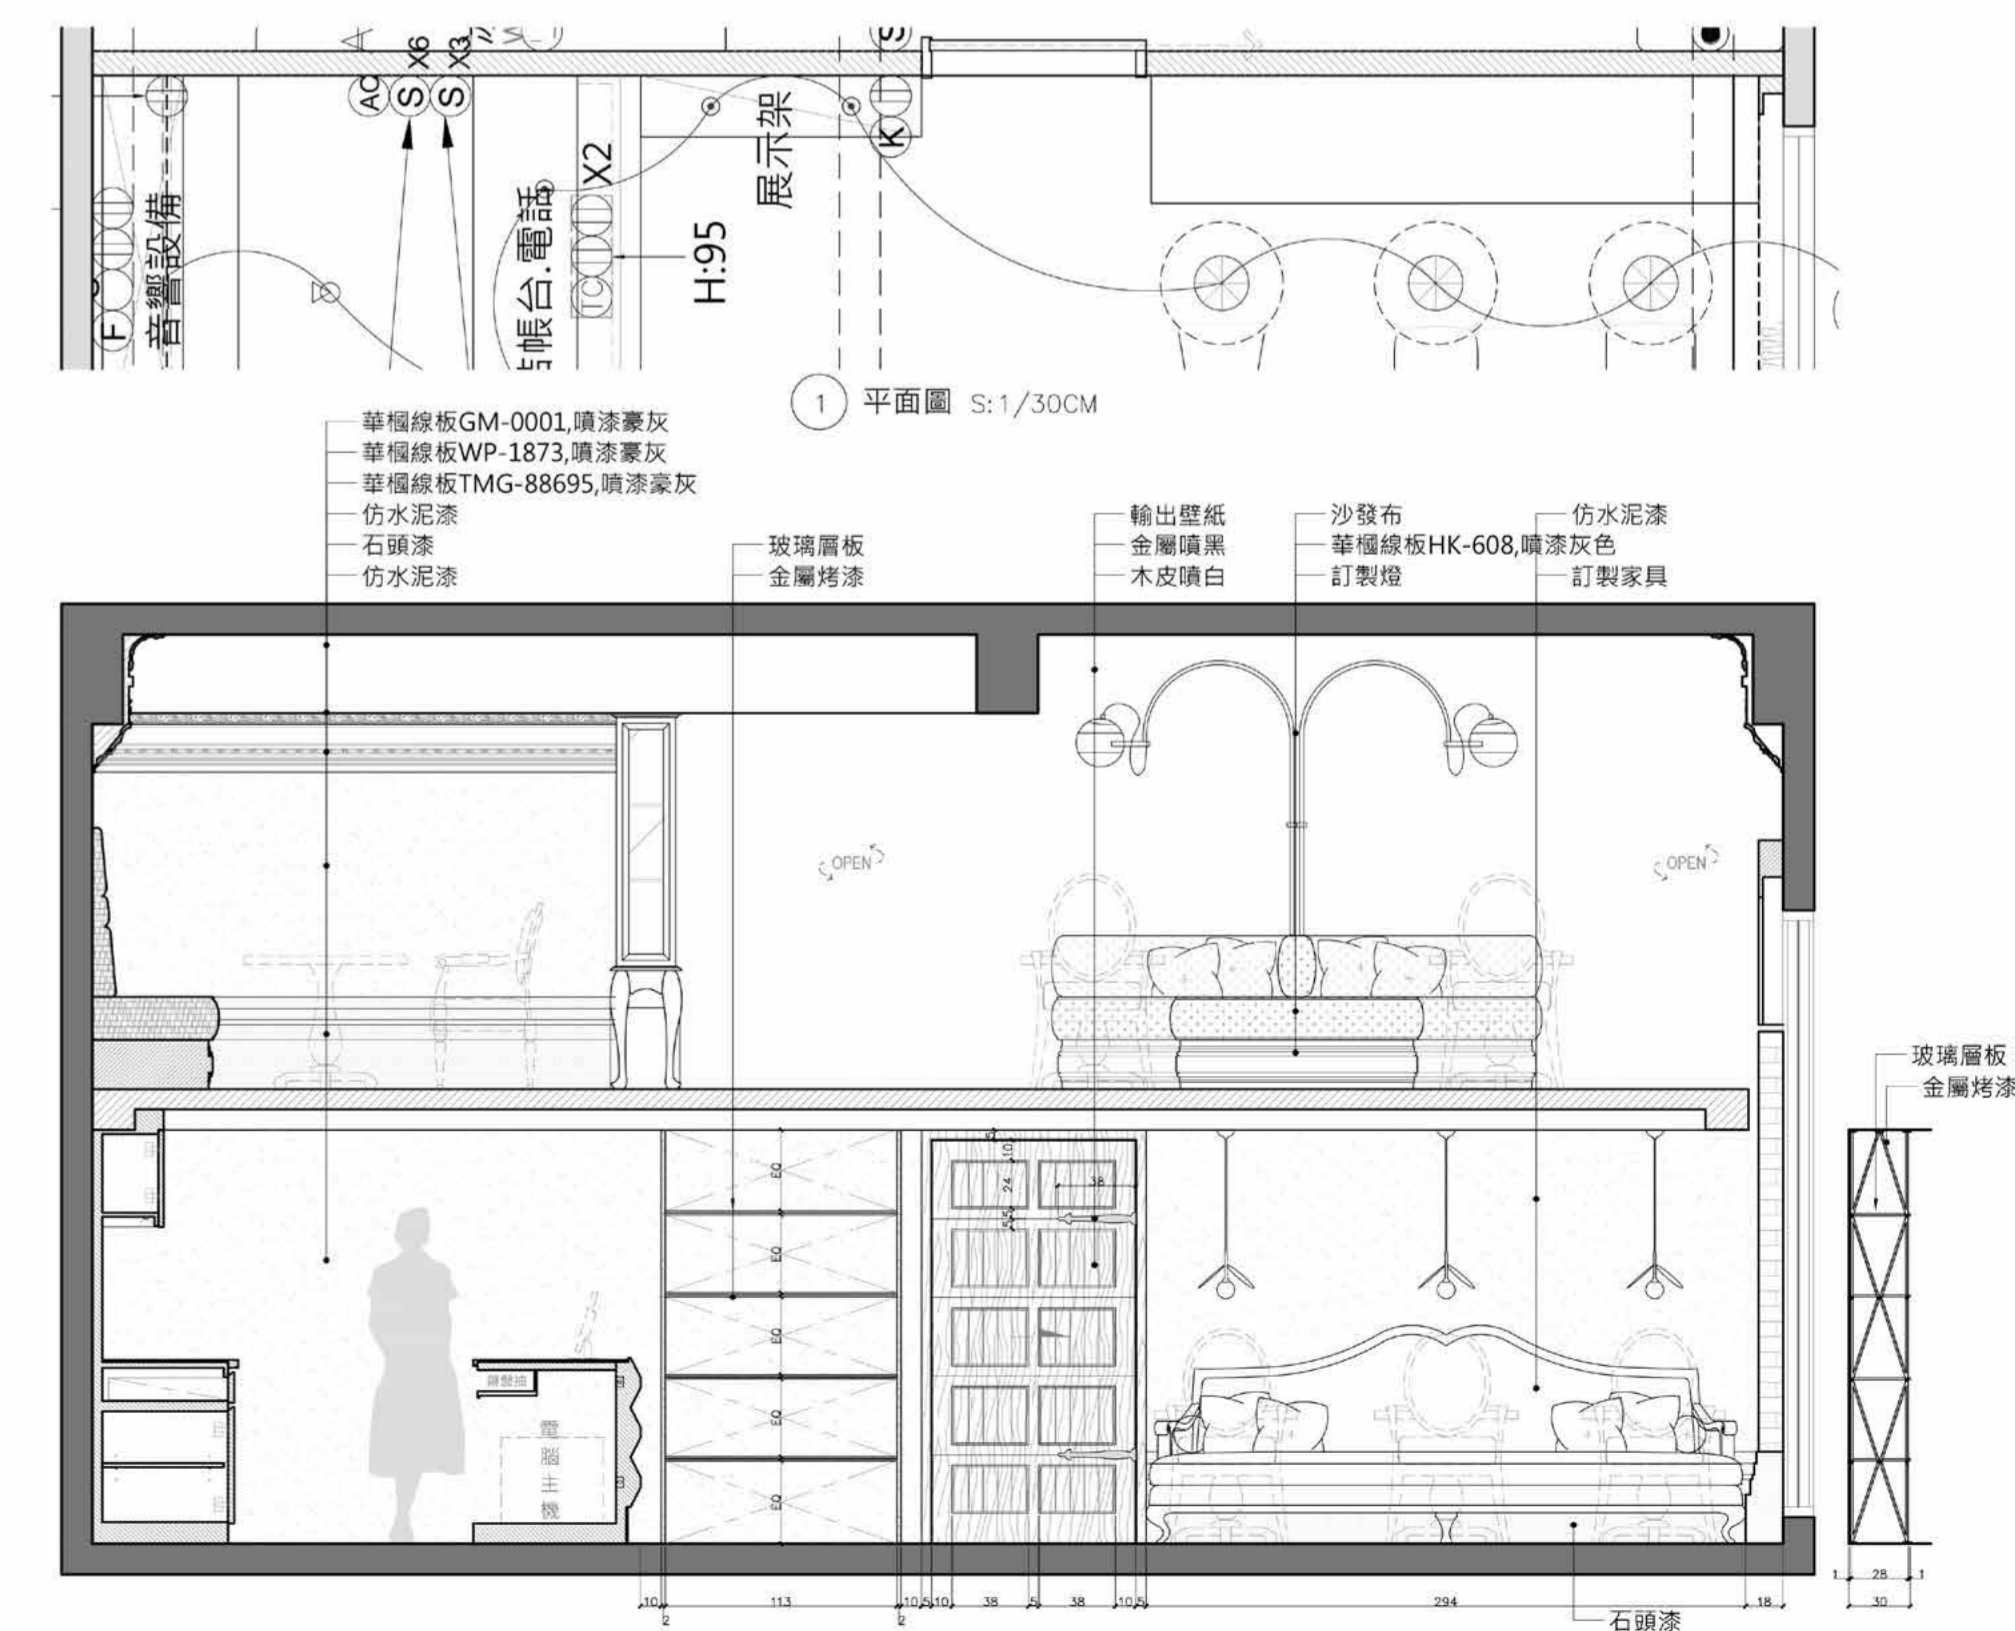 X6
X3
AC
S
S
音響設備
F
帳台.電話
X2
TC
H:95
展示架
K
1 平面圖 S:1/30CM
華楓線板GM-0001,噴漆豪灰
華楓線板WP-1873,噴漆豪灰
華楓線板TMG-88695,噴漆豪灰
仿水泥漆
石頭漆
仿水泥漆
玻璃層板
金屬烤漆
輸出壁紙
金屬噴黑
木皮噴白
沙發布
華楓線板HK-608,噴漆灰色
訂製燈
仿水泥漆
訂製家具
OPEN
OPEN
玻璃層板
金屬烤漆
EQ
EQ
EQ
EQ
EQ
5
10
24
5.5
38
鍵盤抽
電腦主機
10
2
113
2
10
5
10
38
5
38
10
5
294
18
1
28
1
30
石頭漆